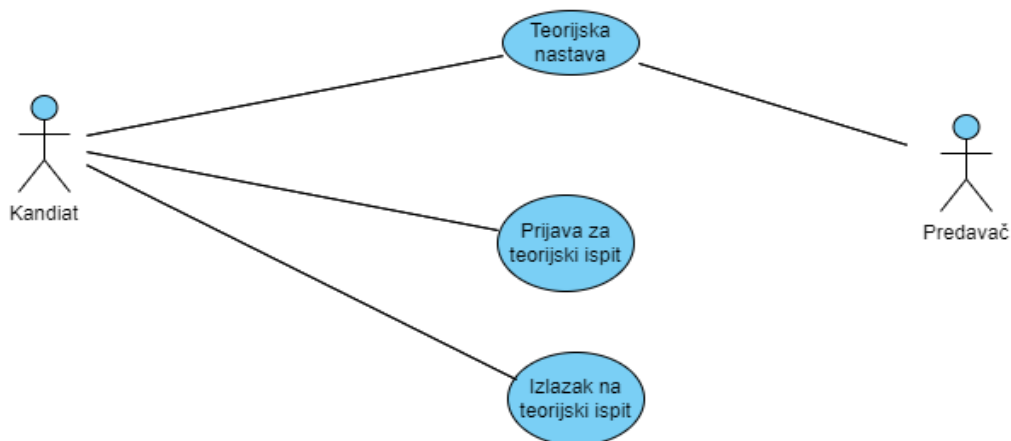 Teorijska
nastava
Kandiat
Predavač
Prijava za
teorijski ispit
Izlazak na
teorijski ispit